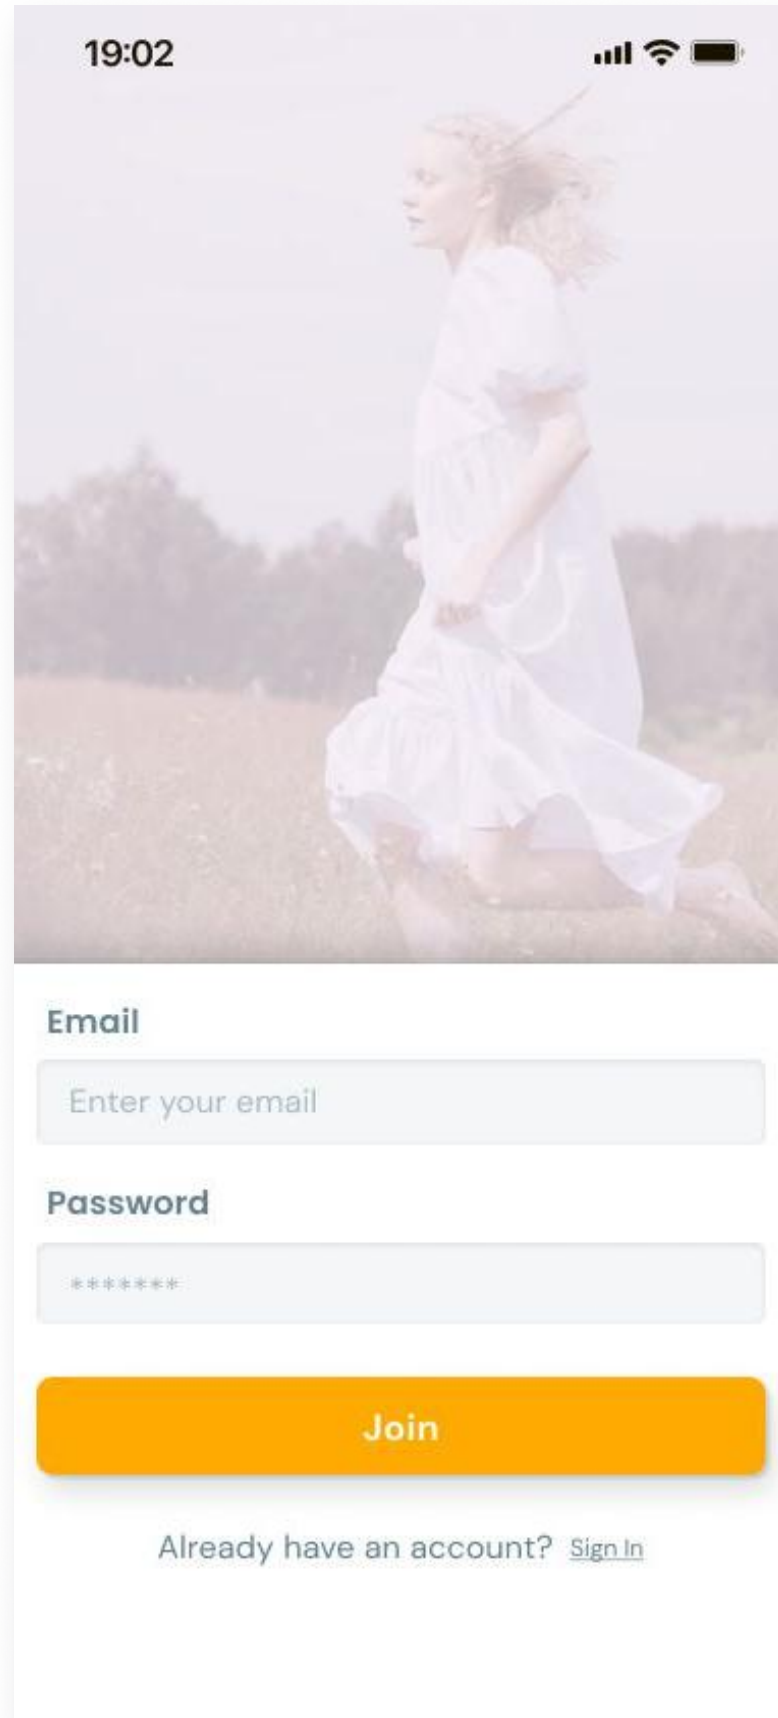 19:02
Email
Enter your email
Password
*******
Join
Already have an account? Sign In